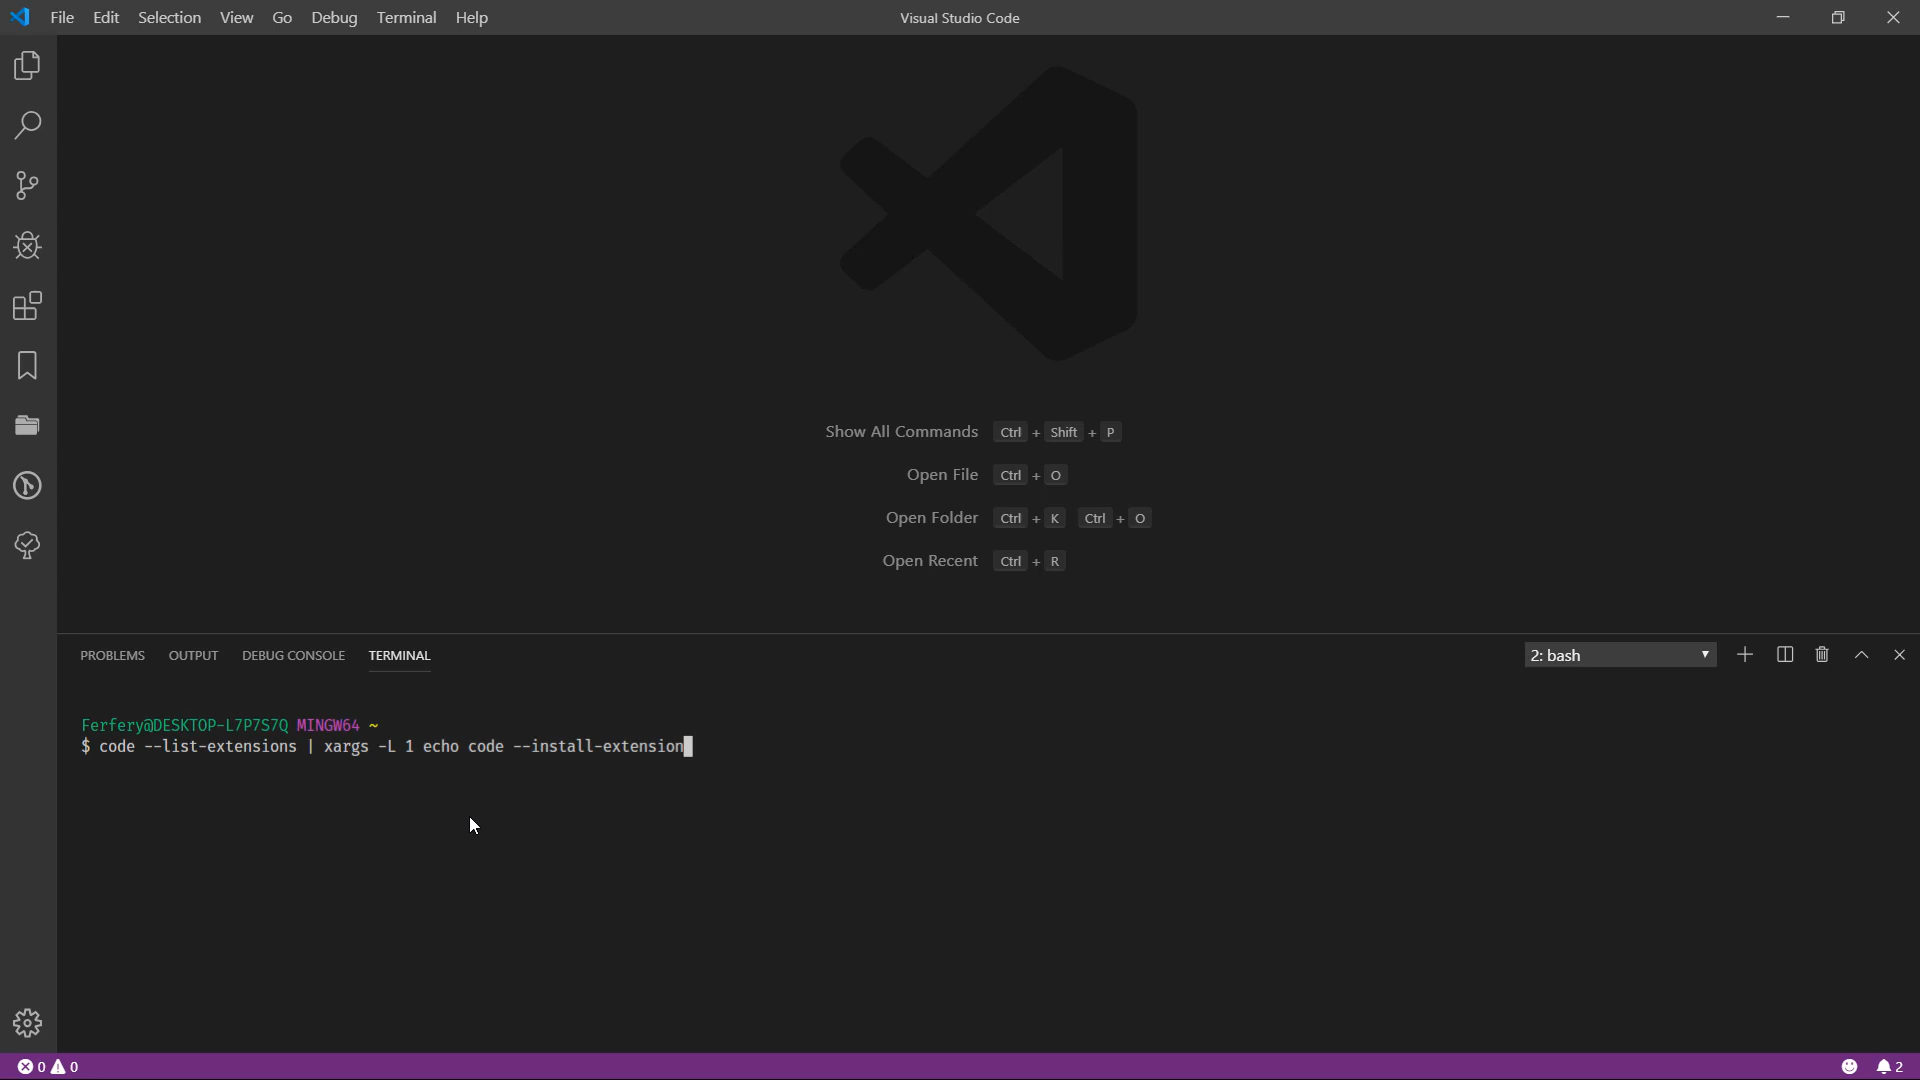 File Edit Selection View Go Debug Terminal Help Visual Studio Code
Show All Commands Ctrl + Shift + P
Open File Ctrl + O
Open Folder Ctrl + K Ctrl + O
Open Recent Ctrl + R
PROBLEMS OUTPUT DEBUG CONSOLE TERMINAL 2: bash
Ferfery@DESKTOP-L7P7S7Q MINGW64 ~
$ code --list-extensions | xargs -L 1 echo code --install-extension
0 0 2